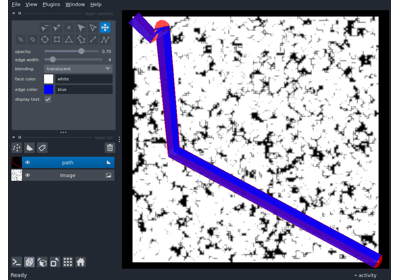 File View Plugins Window Help
opacity: 0.70
edge width: 4
blending: translucent
face color: white
edge color: blue
display text:
path
Image
activity